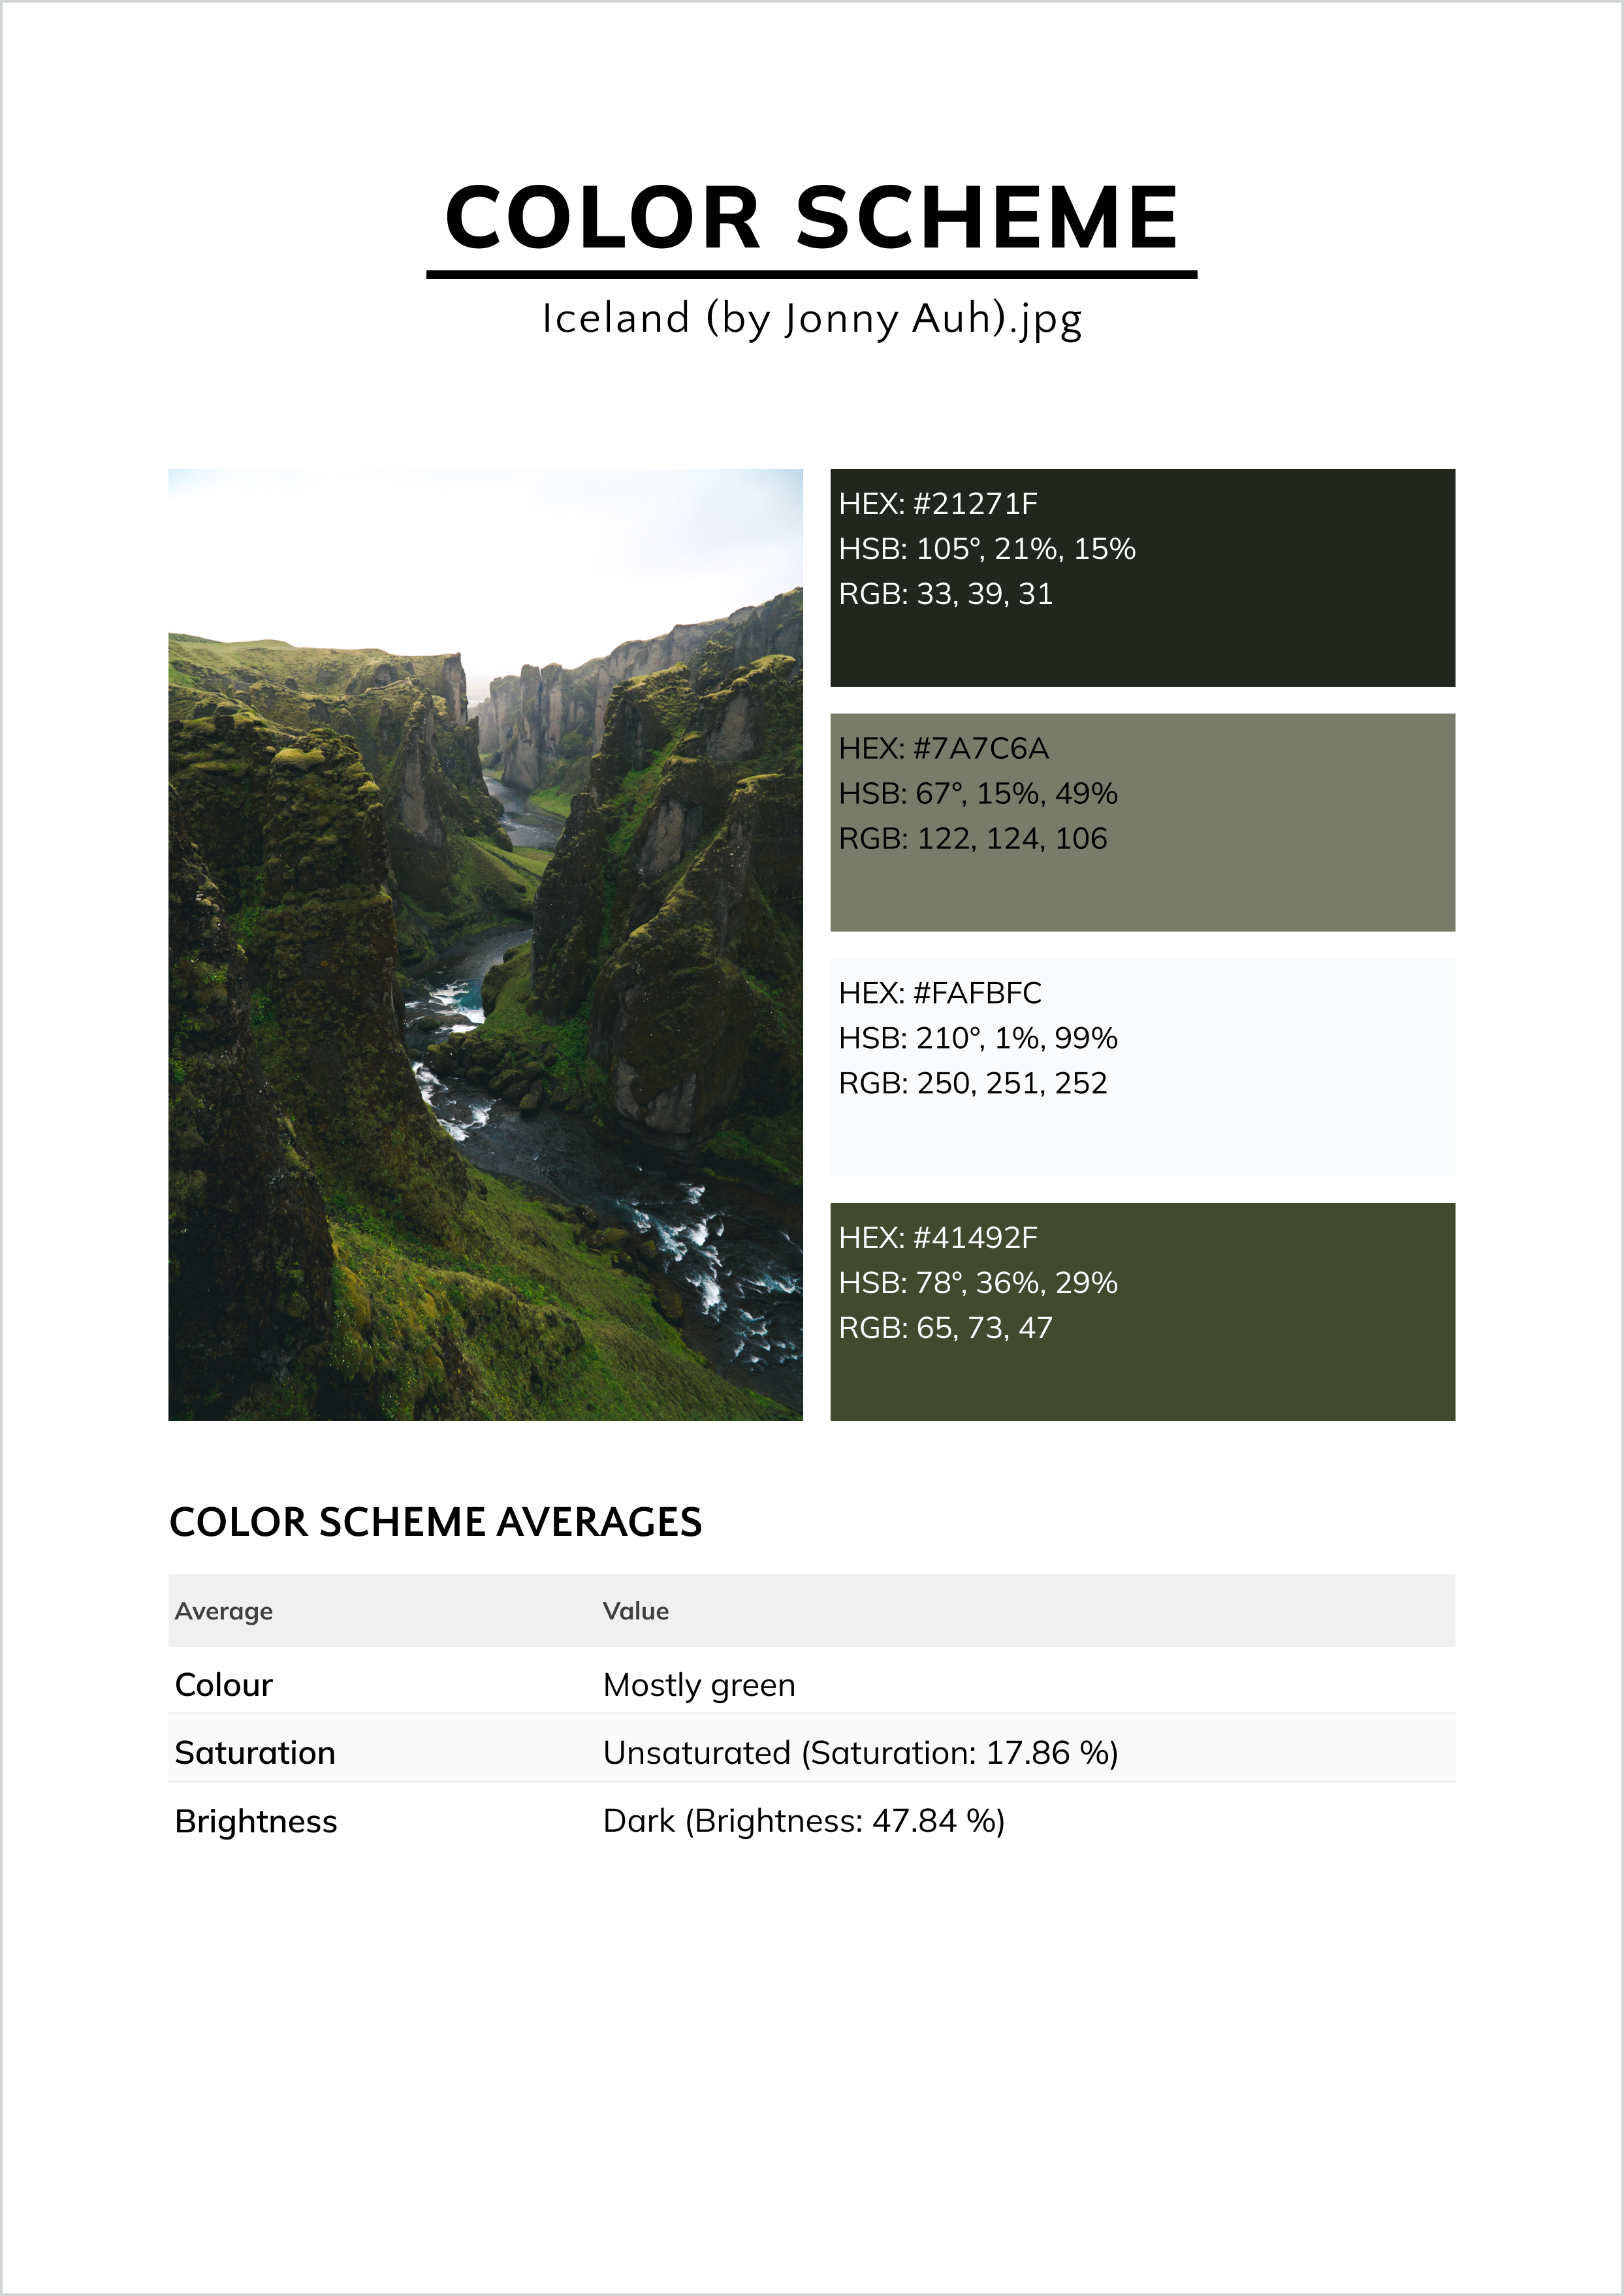 COLOR SCHEME
Iceland (by Jonny Auh).jpg
HEX: #21271F
HSB: 105°, 21%, 15%
RGB: 33, 39, 31
HEX: #7A7C6A
HSB: 67°, 15%, 49%
RGB: 122, 124, 106
HEX: #FAFBFC
HSB: 210°, 1%, 99%
RGB: 250, 251, 252
HEX: #41492F
HSB: 78°, 36%, 29%
RGB: 65, 73, 47
COLOR SCHEME AVERAGES
Average Value
Colour Mostly green
Saturation Unsaturated (Saturation: 17.86 %)
Brightness Dark (Brightness: 47.84 %)